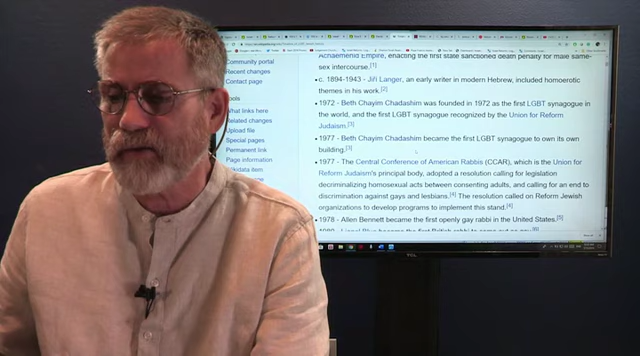 Achaemenid Empire, enacting the first state sanctioned death penalty for male same-
sex intercourse.[1]
c. 1894-1943 - Jiří Langer, an early writer in modern Hebrew, included homoerotic
themes in his work.[2]
1972 - Beth Chayim Chadashim was founded in 1972 as the first LGBT synagogue in
the world, and the first LGBT synagogue recognized by the Union for Reform
Judaism.[3]
1977 - Beth Chayim Chadashim became the first LGBT synagogue to own its own
building.[3]
1977 - The Central Conference of American Rabbis (CCAR), which is the Union for
Reform Judaism's principal body, adopted a resolution calling for legislation
decriminalizing homosexual acts between consenting adults, and calling for an end to
discrimination against gays and lesbians.[4] The resolution called on Reform Jewish
organizations to develop programs to implement this stand.[4]
1978 - Allen Bennett became the first openly gay rabbi in the United States.[5]
Community portal
Recent changes
Contact page
Tools
What links here
Related changes
Upload file
Special pages
Permanent link
Page information
Wikidata item
TCL